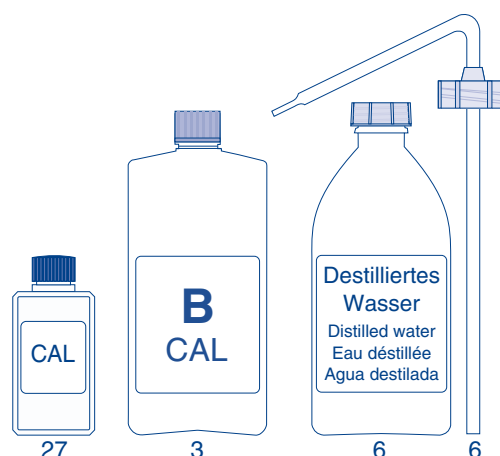 CAL
27
B
CAL
3
Destilliertes
Wasser
Distilled water
Eau déstillée
Agua destilada
6
6